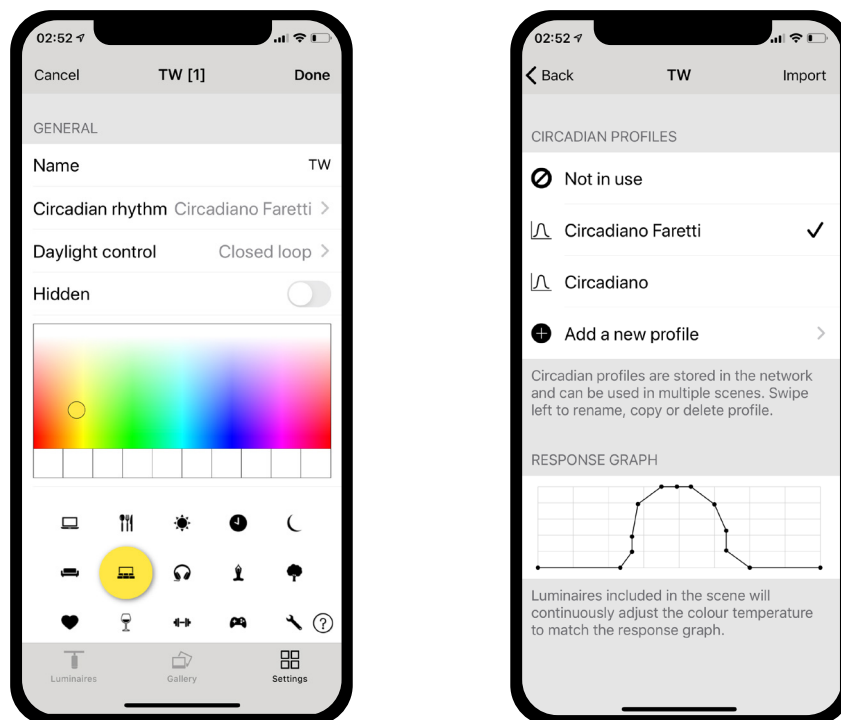 02:52
Cancel TW [1] Done
GENERAL
Name TW
Circadian rhythm Circadiano Faretti
Daylight control Closed loop
Hidden
?
Luminaires Gallery Settings
02:52
Back TW Import
CIRCADIAN PROFILES
Not in use
Circadiano Faretti
Circadiano
Add a new profile
Circadian profiles are stored in the network
and can be used in multiple scenes. Swipe
left to rename, copy or delete profile.
RESPONSE GRAPH
Luminaires included in the scene will
continuously adjust the colour temperature
to match the response graph.